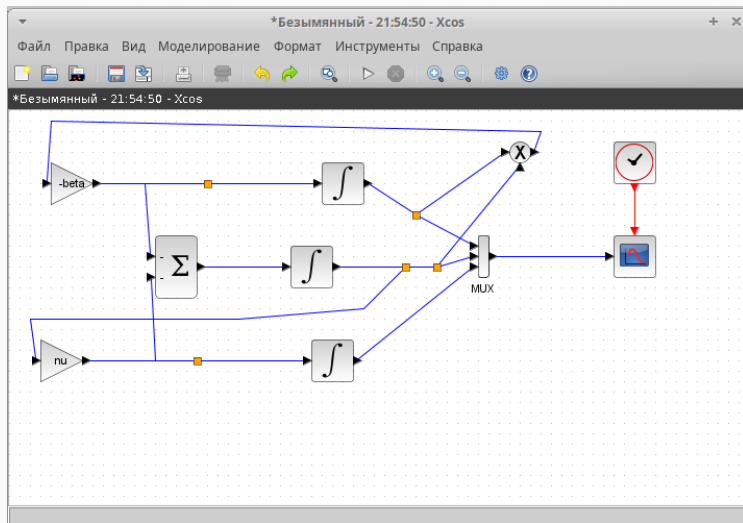 *Безымянный - 21:54:50 - Xcos
Файл Правка Вид Моделирование Формат Инструменты Справка
*Безымянный - 21:54:50 - Xcos
X
-beta
∫
-
-
Σ
∫
MUX
nu
∫